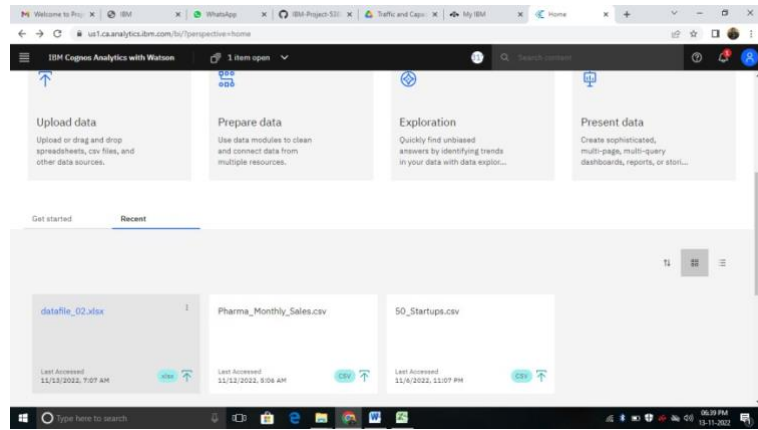 Welcome to Proj
IBM
WhatsApp
IBM-Project-530
Traffic and Capa
My IBM
Home
us1.ca.analytics.ibm.com/bi/?perspective=home
IBM Cognos Analytics with Watson
1 item open
11
Search content
Upload data
Upload or drag and drop
spreadsheets, csv files, and
other data sources.
Prepare data
Use data modules to clean
and connect data from
multiple resources.
Exploration
Quickly find unbiased
answers by identifying trends
in your data with data explor...
Present data
Create sophisticated,
multi-page, multi-query
dashboards, reports, or stori...
Get started
Recent
datafile_02.xlsx
Last Accessed
11/13/2022, 7:07 AM
xlsx
Pharma_Monthly_Sales.csv
Last Accessed
11/12/2022, 5:06 AM
CSV
50_Startups.csv
Last Accessed
11/6/2022, 11:07 PM
CSV
Type here to search
06:39 PM
13-11-2022